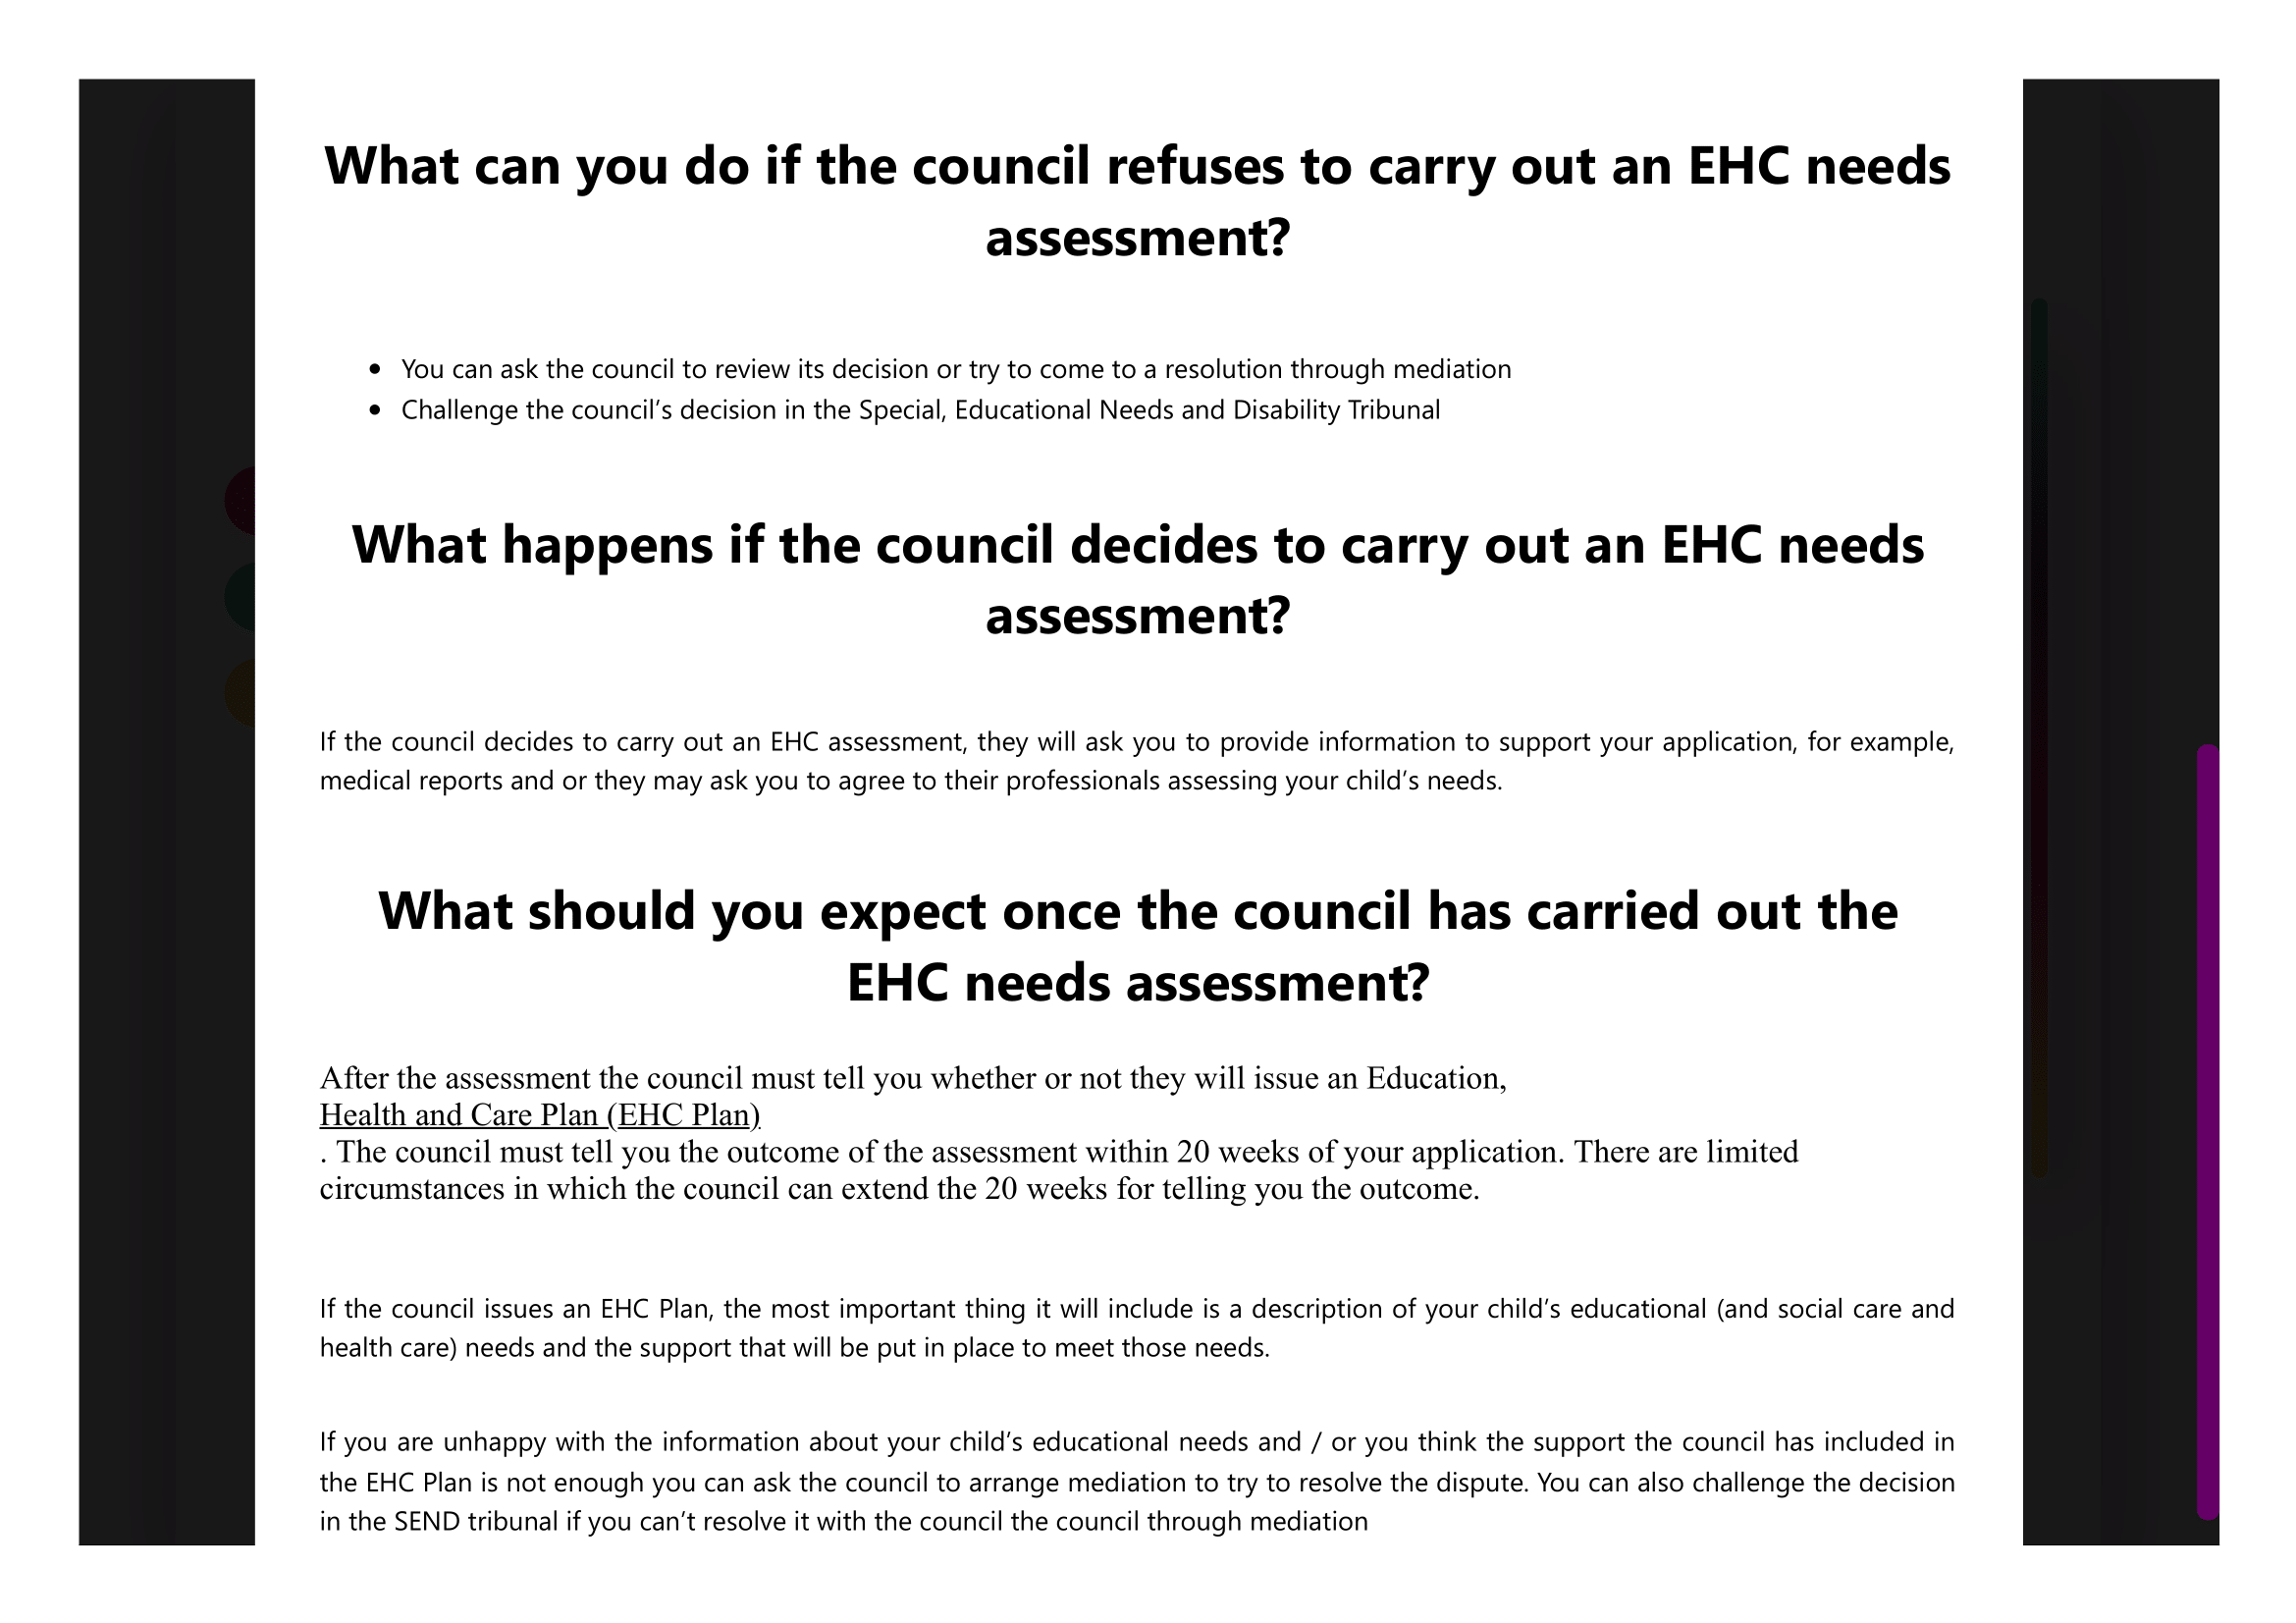 What can you do if the council refuses to carry out an EHC needs
assessment?
• You can ask the council to review its decision or try to come to a resolution through mediation
• Challenge the council’s decision in the Special, Educational Needs and Disability Tribunal
What happens if the council decides to carry out an EHC needs
assessment?
If the council decides to carry out an EHC assessment, they will ask you to provide information to support your application, for example,
medical reports and or they may ask you to agree to their professionals assessing your child’s needs.
What should you expect once the council has carried out the
EHC needs assessment?
After the assessment the council must tell you whether or not they will issue an Education,
Health and Care Plan (EHC Plan)
. The council must tell you the outcome of the assessment within 20 weeks of your application. There are limited
circumstances in which the council can extend the 20 weeks for telling you the outcome.
If the council issues an EHC Plan, the most important thing it will include is a description of your child’s educational (and social care and
health care) needs and the support that will be put in place to meet those needs.
If you are unhappy with the information about your child’s educational needs and / or you think the support the council has included in
the EHC Plan is not enough you can ask the council to arrange mediation to try to resolve the dispute. You can also challenge the decision
in the SEND tribunal if you can’t resolve it with the council the council through mediation